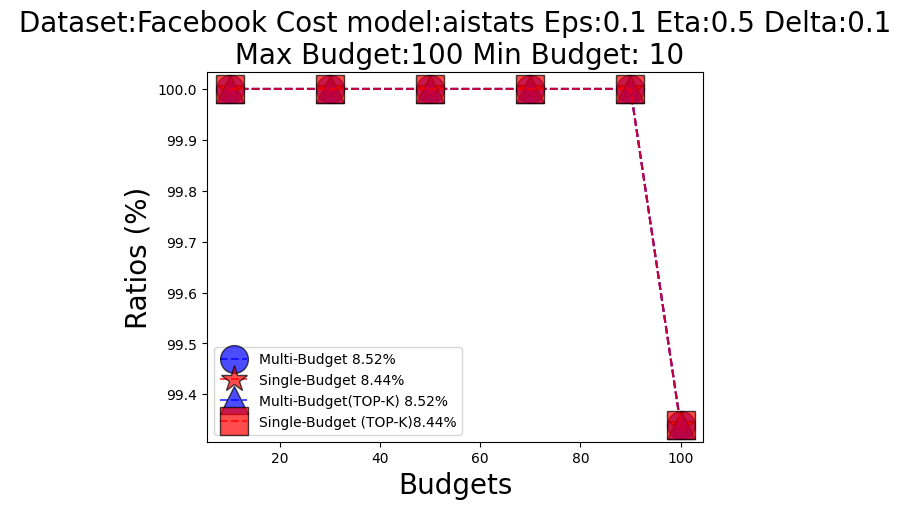 Dataset:Facebook Cost model:aistats Eps:0.1 Eta:0.5 Delta:0.1
Max Budget:100 Min Budget: 10
100.0
99.9
99.8
99.7
99.6
99.5
99.4
Ratios (%)
Multi-Budget 8.52%
Single-Budget 8.44%
Multi-Budget(TOP-K) 8.52%
Single-Budget (TOP-K)8.44%
20 40 60 80 100
Budgets